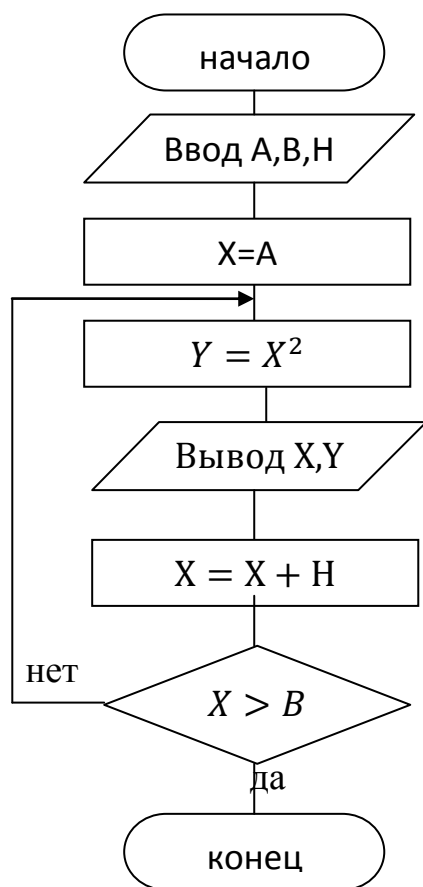 начало
Ввод A,B,H
X=A
Y = X²
Вывод X,Y
X = X + H
нет
X > B
да
конец